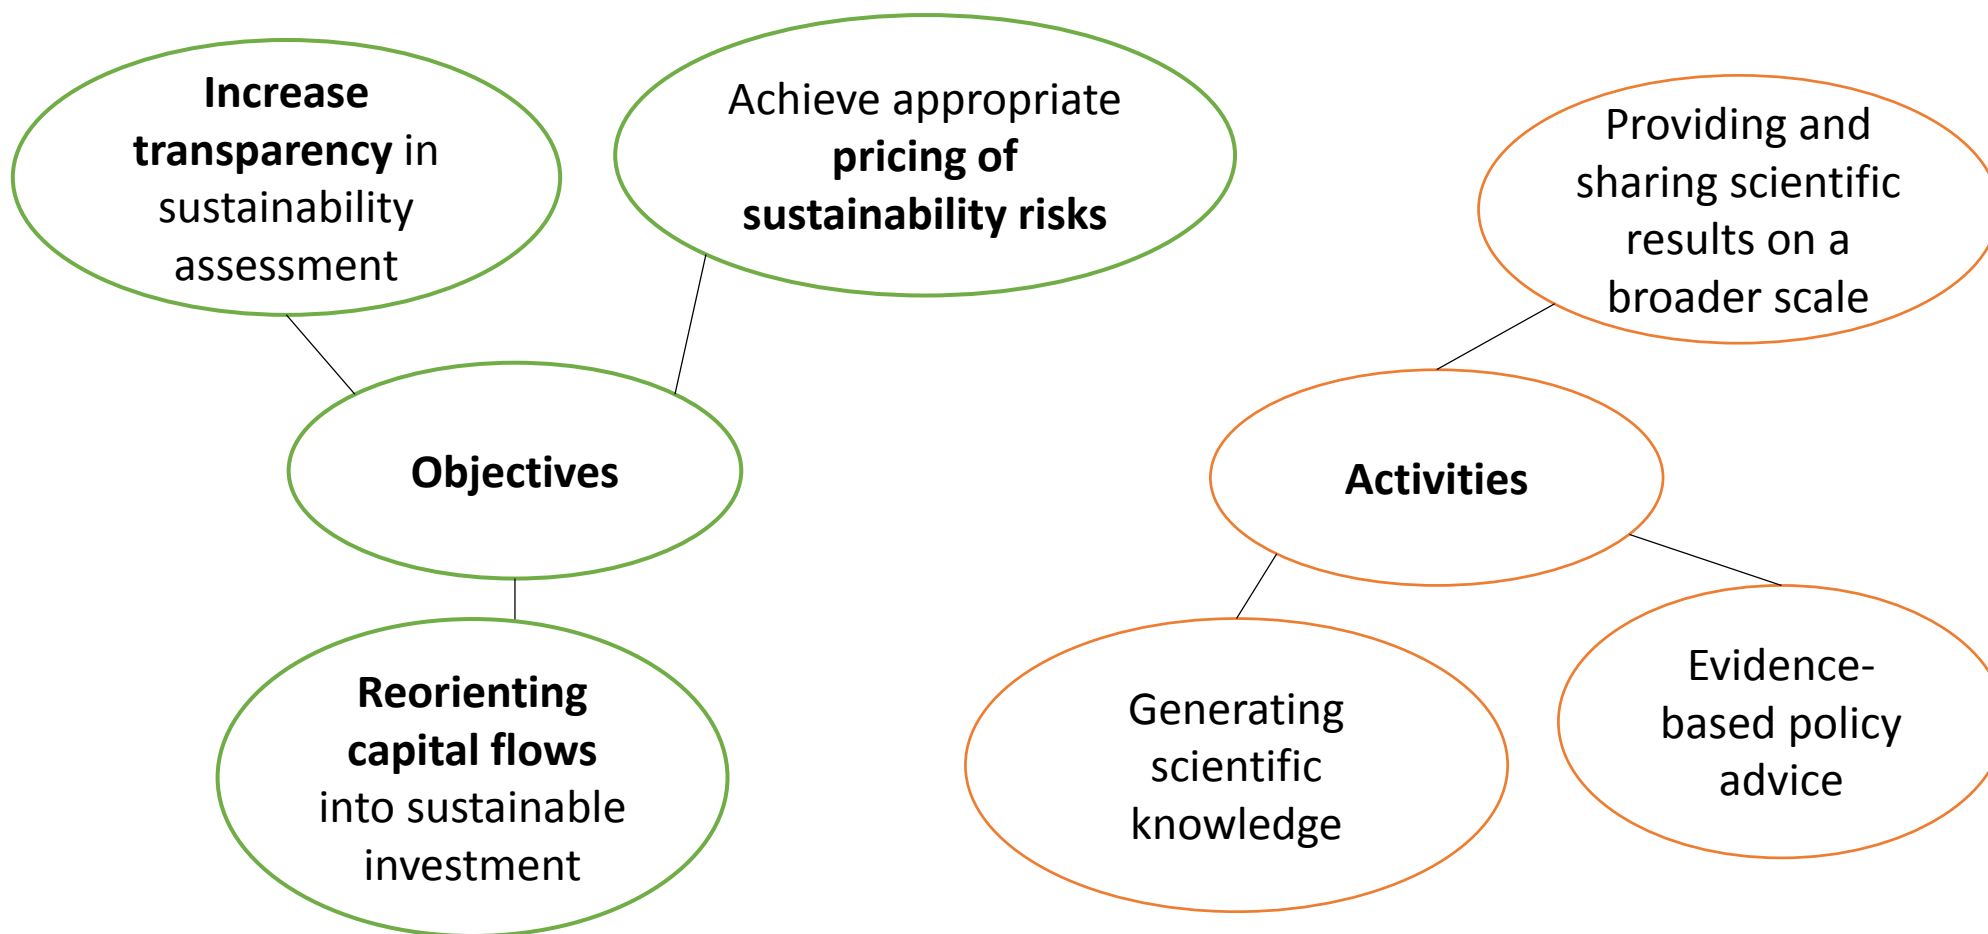 Increase
transparency in
sustainability
assessment
Achieve appropriate
pricing of
sustainability risks
Objectives
Reorienting
capital flows
into sustainable
investment
Providing and
sharing scientific
results on a
broader scale
Activities
Generating
scientific
knowledge
Evidence-
based policy
advice